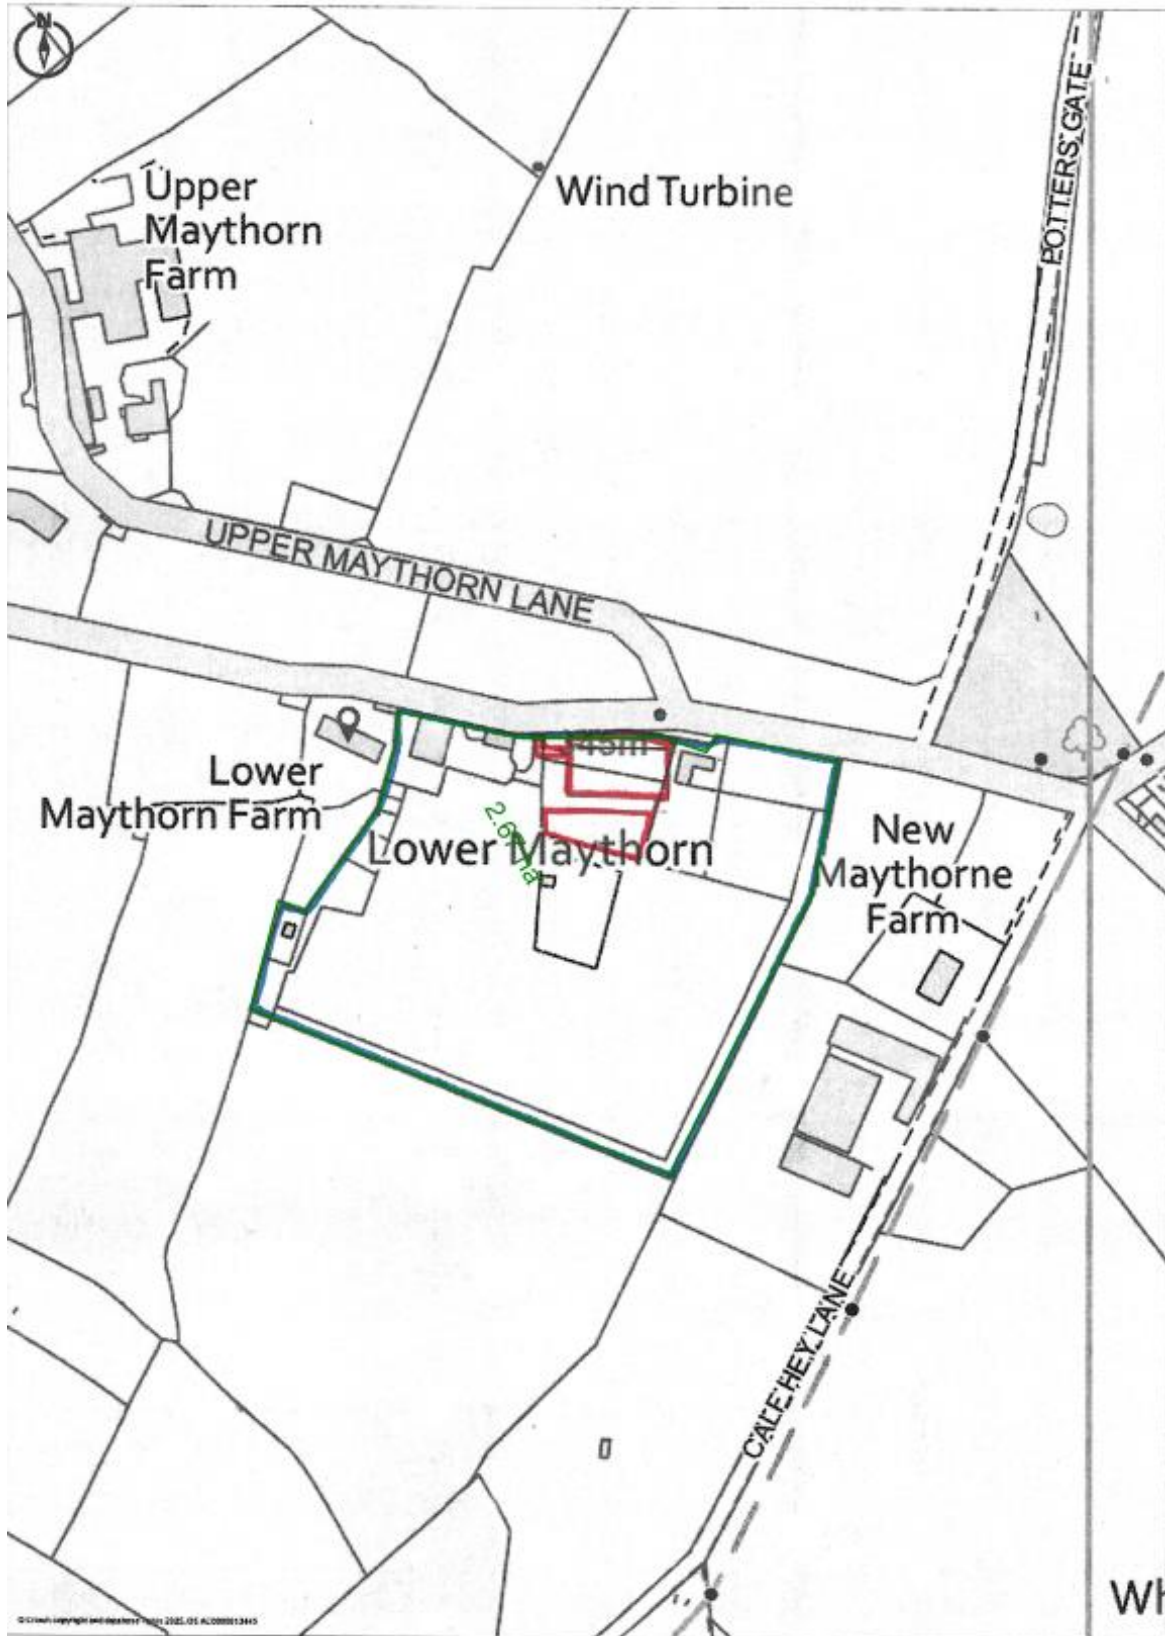 N
Upper
Maythorn
Farm
Wind Turbine
POTTERS GATE
UPPER MAYTHORN LANE
Lower
Maythorn Farm
Lower Maythorn
New
Maythorne
Farm
CALF HEY LANE
Wh